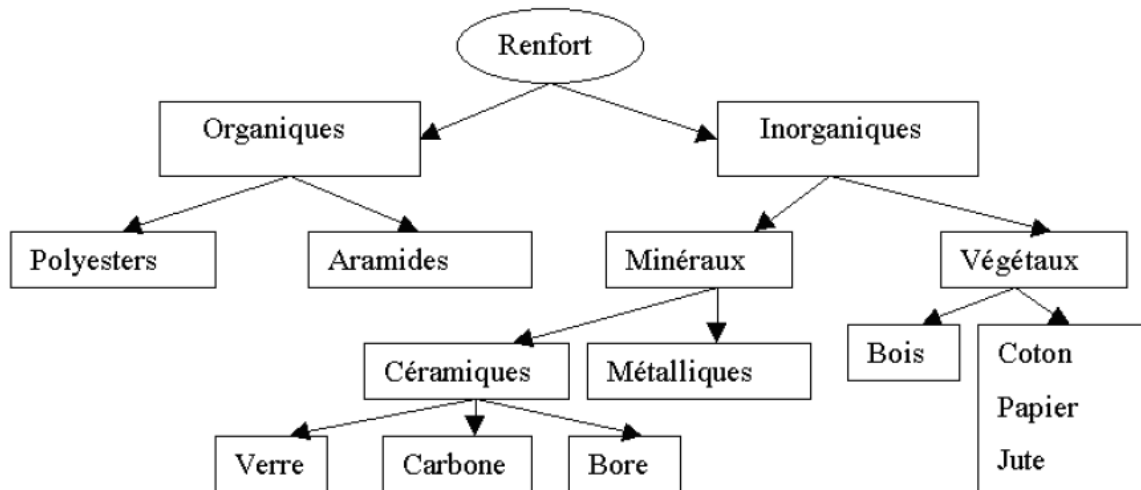 Renfort
Organiques
Inorganiques
Polyesters
Aramides
Minéraux
Végétaux
Céramiques
Métalliques
Bois
Coton
Papier
Jute
Verre
Carbone
Bore